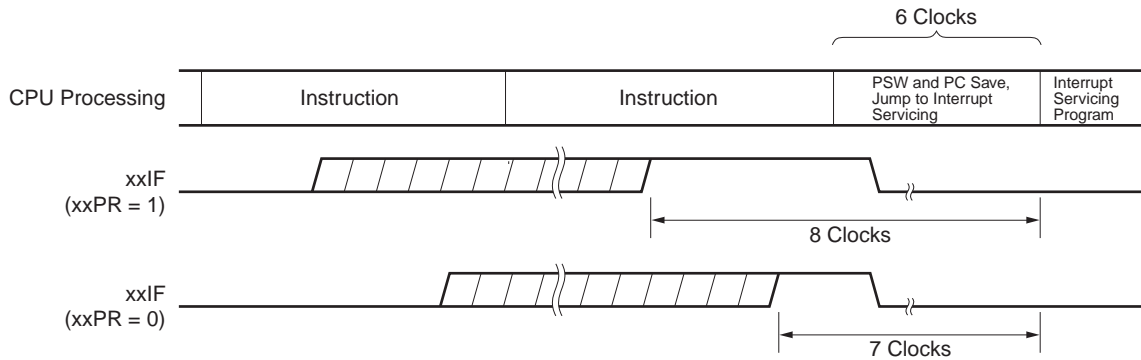 6 Clocks
CPU Processing
Instruction
Instruction
PSW and PC Save,
Jump to Interrupt
Servicing
Interrupt
Servicing
Program
xxIF
(xxPR = 1)
8 Clocks
xxIF
(xxPR = 0)
7 Clocks